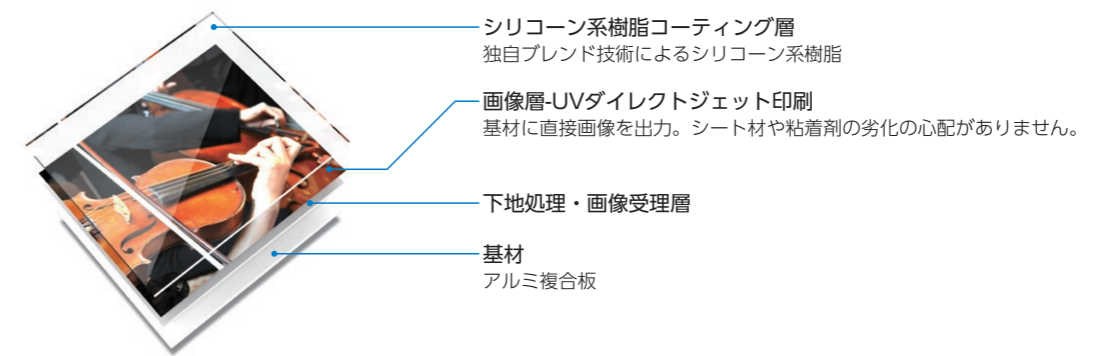 シリコーン系樹脂コーティング層
独自ブレンド技術によるシリコーン系樹脂
画像層-UVダイレクトジェット印刷
基材に直接画像を出力。シート材や粘着剤の劣化の心配がありません。
下地処理・画像受理層
基材
アルミ複合板